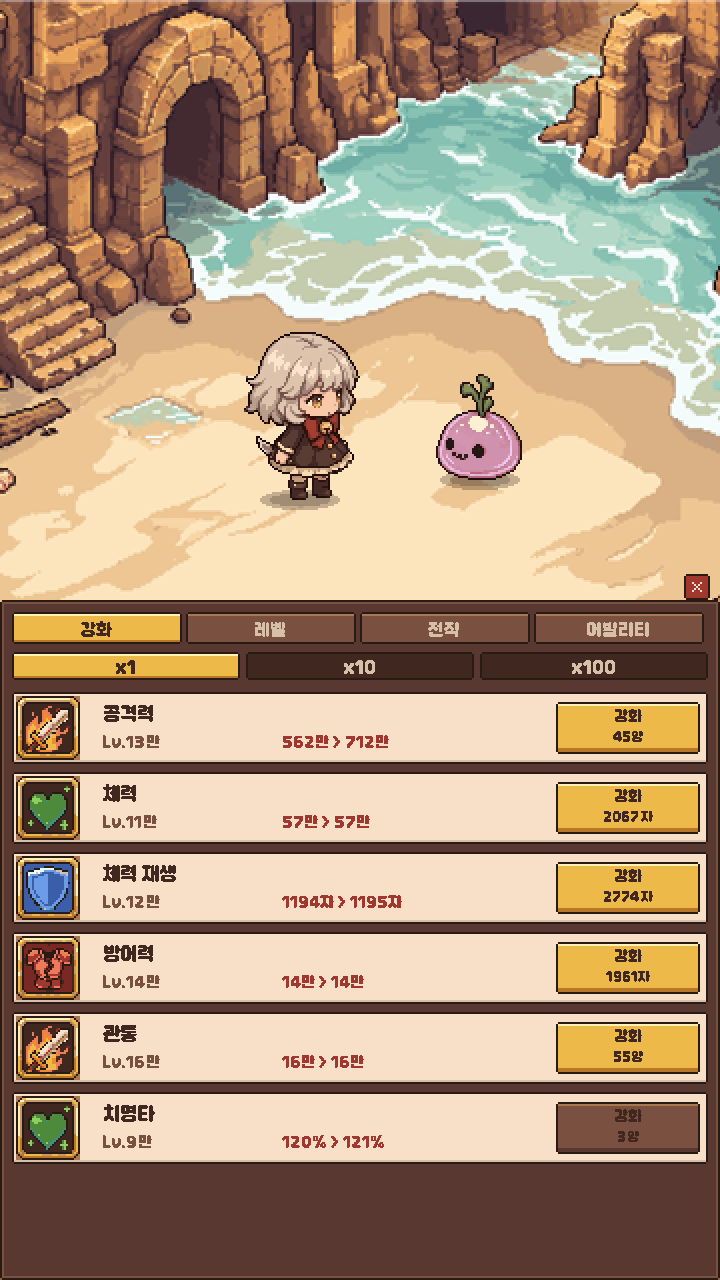 강화
레벨
전직
어빌리티
x1
x10
x100
공격력
Lv.13만
562만 > 712만
강화
45양
체력
Lv.11만
57만 > 57만
강화
2067자
체력 재생
Lv.12만
1194자 > 1195자
강화
2774자
방어력
Lv.14만
14만 > 14만
강화
1961자
관통
Lv.16만
16만 > 16만
강화
55양
치명타
Lv.9만
120% > 121%
강화
3양